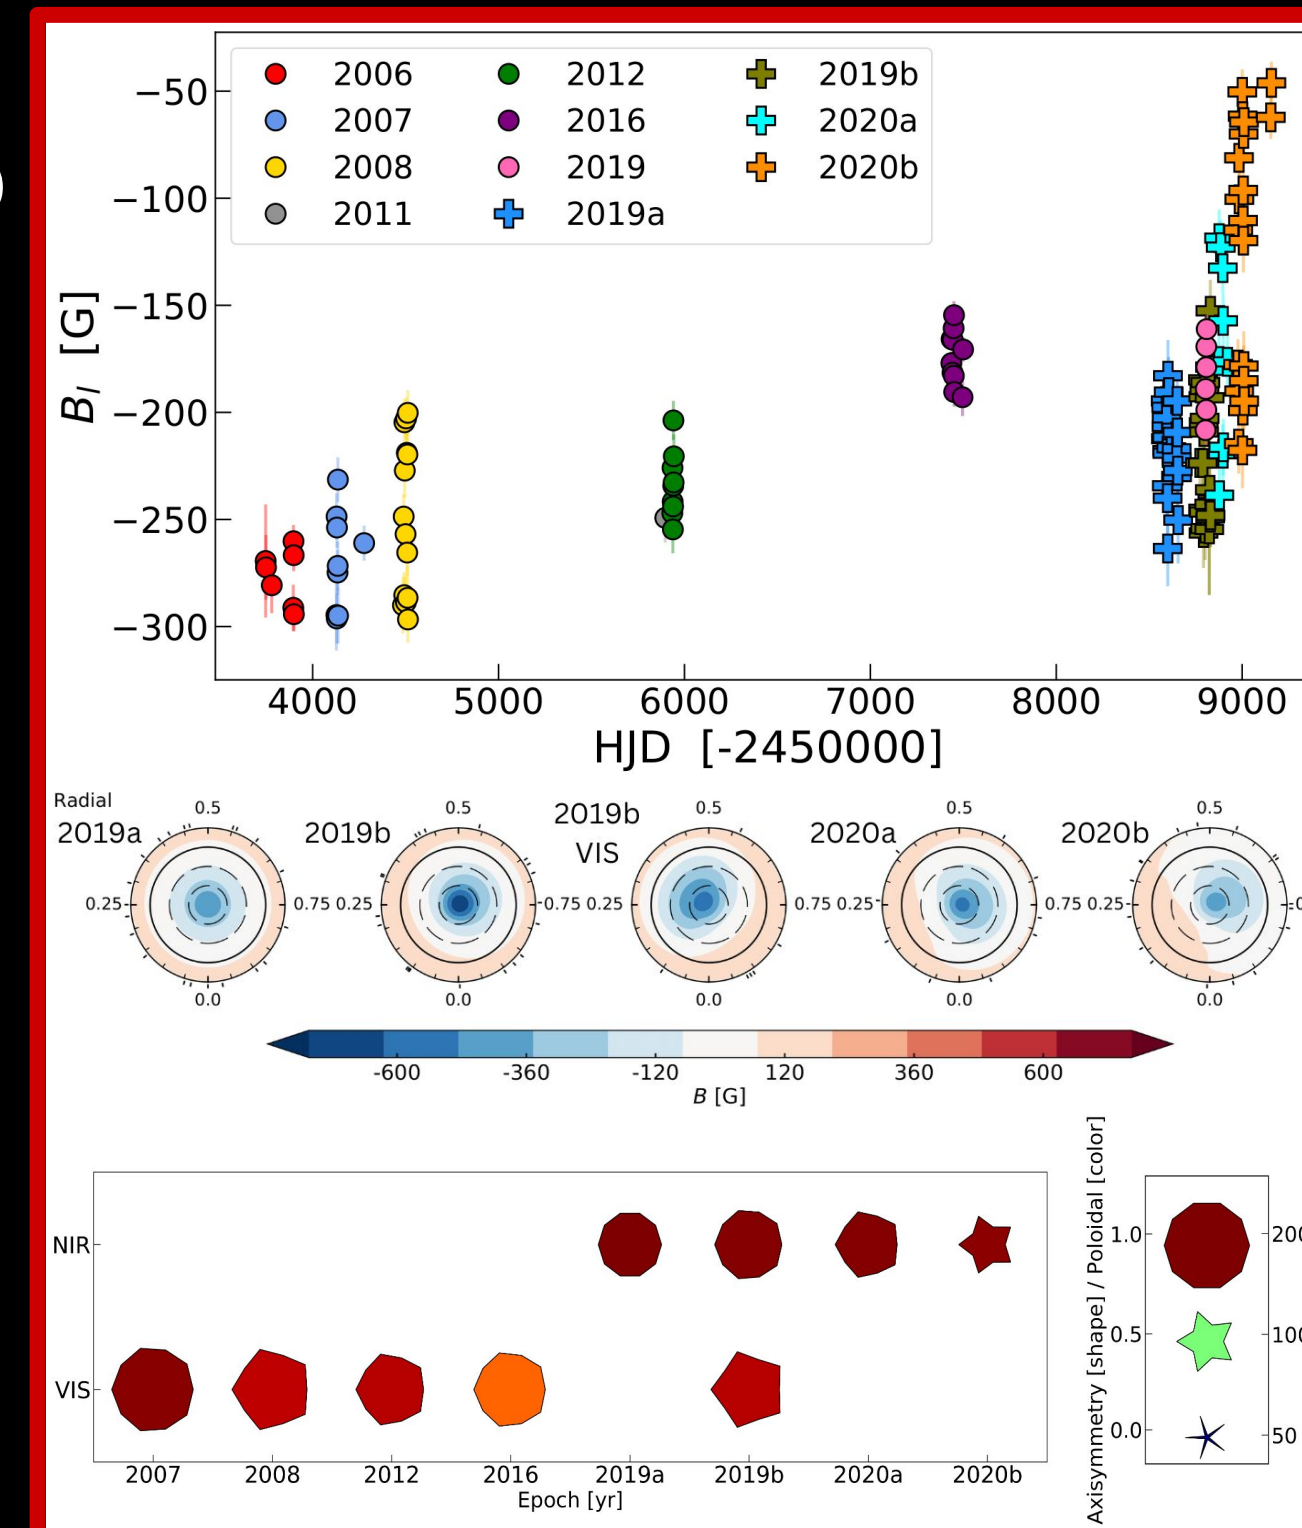 2006
2007
2008
2011
2012
2016
2019
2019a
2019b
2020a
2020b
−50
−100
−150
−200
−250
−300
Bl [G]
4000 5000 6000 7000 8000 9000
HJD [-2450000]
Radial
2019a
0.5
0.25
0.75
0.0
2019b
0.5
0.25
0.75
0.0
2019b
VIS
0.5
0.25
0.75
0.0
2020a
0.5
0.25
0.75
0.0
2020b
0.5
0.25
0.0
-600 -360 -120 120 360 600
B [G]
NIR
VIS
2007 2008 2012 2016 2019a 2019b 2020a 2020b
Epoch [yr]
Axisymmetry [shape] / Poloidal [color]
1.0
0.5
0.0
50